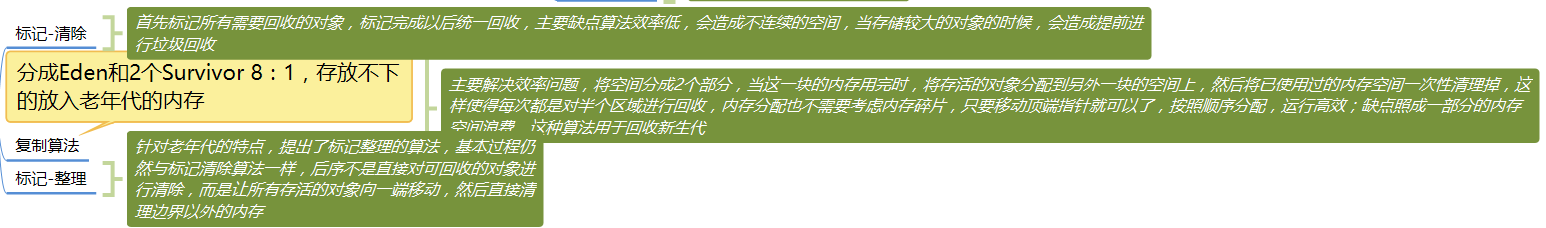 标记-清除
首先标记所有需要回收的对象，标记完成以后统一回收，主要缺点算法效率低，会造成不连续的空间，当存储较大的对象的时候，会造成提前进
行垃圾回收
分成Eden和2个Survivor 8：1，存放不下
的放入老年代的内存
复制算法
主要解决效率问题，将空间分成2个部分，当这一块的内存用完时，将存活的对象分配到另外一块的空间上，然后将已使用过的内存空间一次性清理掉，这
样使得每次都是对半个区域进行回收，内存分配也不需要考虑内存碎片，只要移动顶端指针就可以了，按照顺序分配，运行高效；缺点照成一部分的内存
空间浪费，这种算法用于回收新生代
标记-整理
针对老年代的特点，提出了标记整理的算法，基本过程仍
然与标记清除算法一样，后序不是直接对可回收的对象进
行清除，而是让所有存活的对象向一端移动，然后直接清
理边界以外的内存